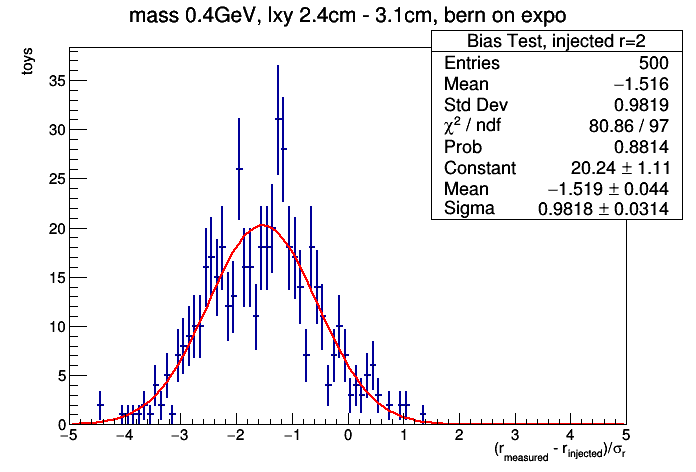 mass 0.4GeV, lxy 2.4cm - 3.1cm, bern on expo
toys
Bias Test, injected r=2
Entries 500
Mean −1.516
Std Dev 0.9819
χ² / ndf 80.86 / 97
Prob 0.8814
Constant 20.24 ± 1.11
Mean −1.519 ± 0.044
Sigma 0.9818 ± 0.0314
35
30
25
20
15
10
5
0
−5 −4 −3 −2 −1 0 1 2 3 4 5
(r_measured - r_injected)/σ_r